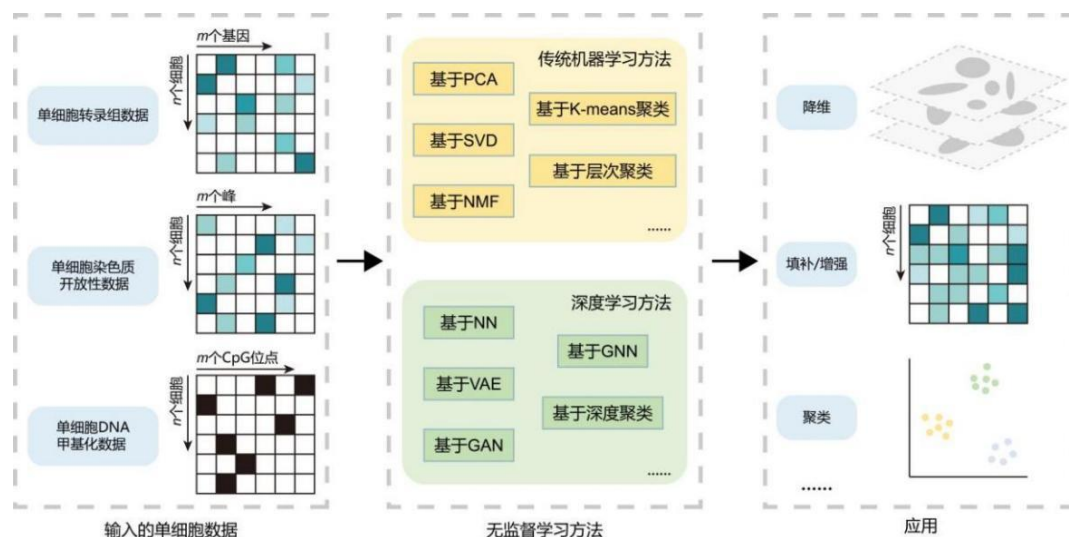 m个基因
n个细胞
单细胞转录组数据
m个峰
n个细胞
单细胞染色质
开放性数据
m个CpG位点
n个细胞
单细胞DNA
甲基化数据
输入的单细胞数据
传统机器学习方法
基于PCA
基于K-means聚类
基于SVD
基于层次聚类
基于NMF
......
深度学习方法
基于NN
基于GNN
基于VAE
基于深度聚类
基于GAN
......
无监督学习方法
降维
n个细胞
填补/增强
聚类
......
应用